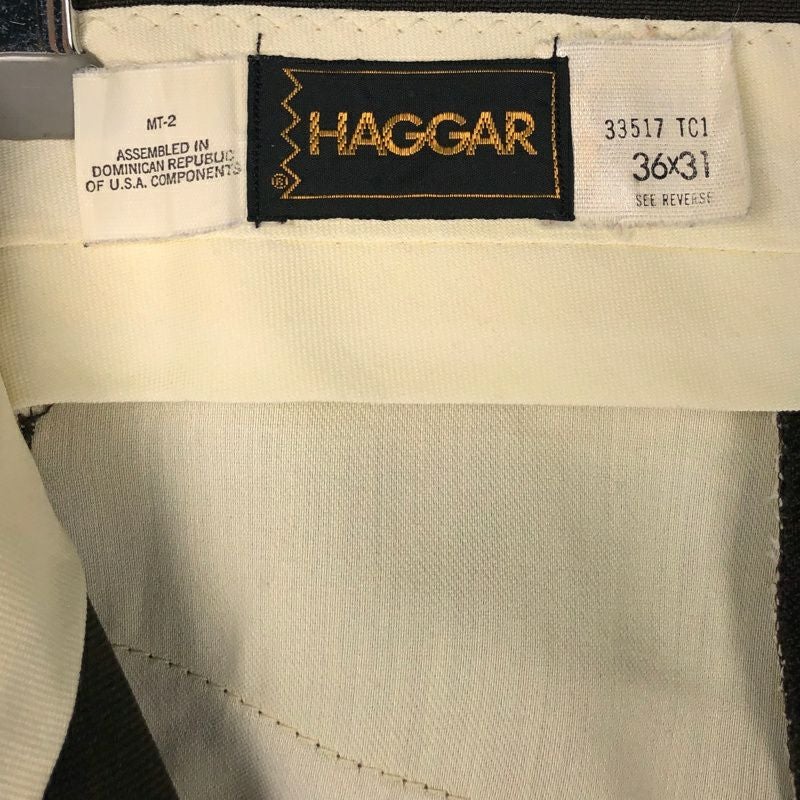 MT-2
ASSEMBLED IN
DOMINICAN REPUBLIC
OF U.S.A. COMPONENTS
HAGGAR
®
33517 TC1
36x31
SEE REVERSE